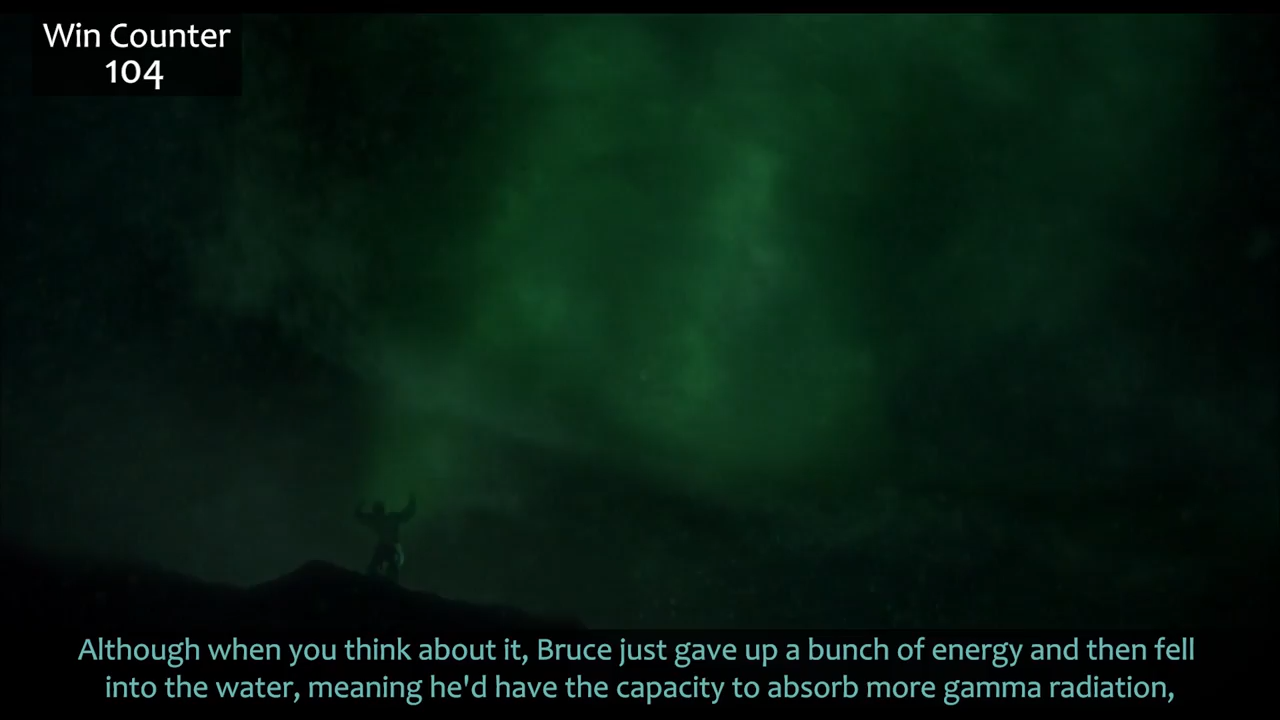 Win Counter
104
Although when you think about it, Bruce just gave up a bunch of energy and then fell
into the water, meaning he'd have the capacity to absorb more gamma radiation,